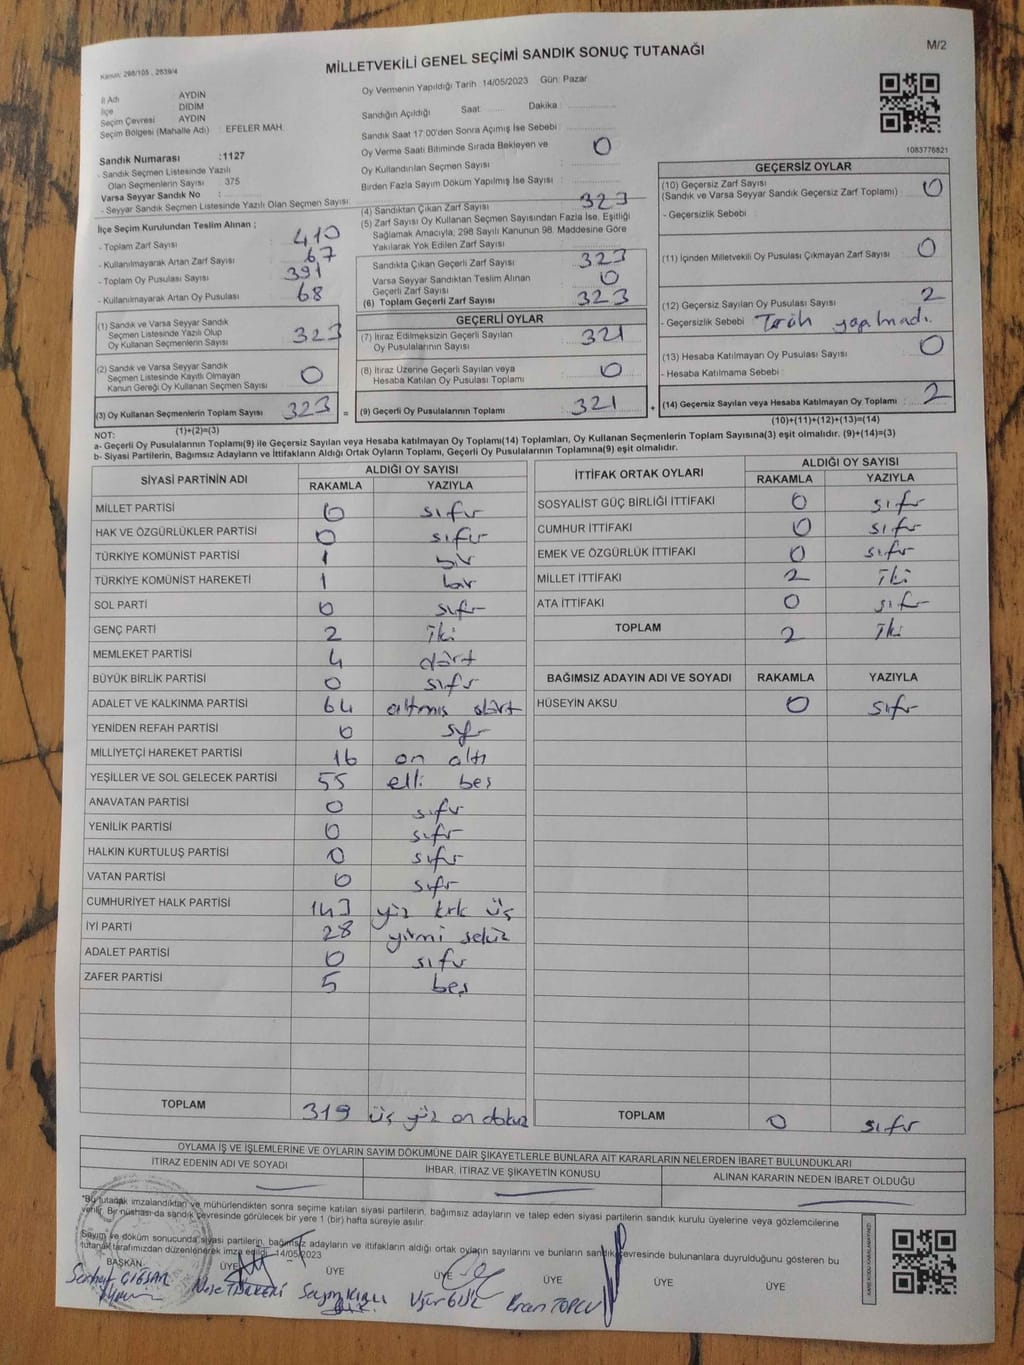 MİLLETVEKİLİ GENEL SEÇİMİ SANDIK SONUÇ TUTANAĞI
M/2
Kanun: 298/105 , 2839/4
İl Adı : AYDIN
İlçe : DİDİM
Seçim Çevresi : AYDIN
Seçim Bölgesi (Mahalle Adı) : EFELER MAH.
Sandık Numarası : 1127
- Sandık Seçmen Listesinde Yazılı
Olan Seçmenlerin Sayısı : 375
Varsa Seyyar Sandık No :
- Seyyar Sandık Seçmen Listesinde Yazılı Olan Seçmen Sayısı
Oy Vermenin Yapıldığı Tarih 14/05/2023 Gün: Pazar
Sandığın Açıldığı Saat: Dakika :
Sandık Saat 17:00'den Sonra Açımış İse Sebebi :
Oy Verme Saati Bitiminde Sırada Bekleyen ve
Oy Kullandırılan Seçmen Sayısı : 0
Birden Fazla Sayım Döküm Yapılmış İse Sayısı :
1083776821
İlçe Seçim Kurulundan Teslim Alınan ;
- Toplam Zarf Sayısı : 410
- Kullanılmayarak Artan Zarf Sayısı : 67
- Toplam Oy Pusulası Sayısı : 391
- Kullanılmayarak Artan Oy Pusulası : 68
(1) Sandık ve Varsa Seyyar Sandık
Seçmen Listesinde Yazılı Olup
Oy Kullanan Seçmenlerin Sayısı : 323
(2) Sandık ve Varsa Seyyar Sandık
Seçmen Listesinde Kayıtlı Olmayan
Kanun Gereği Oy Kullanan Seçmen Sayısı : 0
(3) Oy Kullanan Seçmenlerin Toplam Sayısı : 323 =
(1)+(2)=(3)
(4) Sandıktan Çıkan Zarf Sayısı : 323
(5) Zarf Sayısı Oy Kullanan Seçmen Sayısından Fazla İse, Eşitliği
Sağlamak Amacıyla, 298 Sayılı Kanunun 98. Maddesine Göre
Yakılarak Yok Edilen Zarf Sayısı :
Sandıkta Çıkan Geçerli Zarf Sayısı : 323
Varsa Seyyar Sandıktan Teslim Alınan
Geçerli Zarf Sayısı : 0
(6) Toplam Geçerli Zarf Sayısı : 323
GEÇERLİ OYLAR
(7) İtiraz Edilmeksizin Geçerli Sayılan
Oy Pusulalarının Sayısı : 321
(8) İtiraz Üzerine Geçerli Sayılan veya
Hesaba Katılan Oy Pusulası Toplamı : 0
(9) Geçerli Oy Pusulalarının Toplamı : 321 +
GEÇERSİZ OYLAR
(10) Geçersiz Zarf Sayısı
(Sandık ve Varsa Seyyar Sandık Geçersiz Zarf Toplamı) : 0
- Geçersizlik Sebebi :
(11) İçinden Milletvekili Oy Pusulası Çıkmayan Zarf Sayısı : 0
(12) Geçersiz Sayılan Oy Pusulası Sayısı : 2
- Geçersizlik Sebebi : Tercih yapılmadı.
(13) Hesaba Katılmayan Oy Pusulası Sayısı : 0
- Hesaba Katılmama Sebebi :
(14) Geçersiz Sayılan veya Hesaba Katılmayan Oy Toplamı : 2
(10)+(11)+(12)+(13)=(14)
NOT:
a- Geçerli Oy Pusulaları Toplamı(9) ile Geçersiz Sayılan veya Hesaba katılmayan Oy Toplamı(14) Toplamları, Oy Kullanan Seçmenlerin Toplam Sayısına(3) eşit olmalıdır. (9)+(14)=(3)
b- Siyasi Partilerin, Bağımsız Adayların ve İttifakların Aldığı Ortak Oyların Toplamı, Geçerli Oy Pusulalarının Toplamına(9) eşit olmalıdır.
SİYASİ PARTİNİN ADI ALDIĞI OY SAYISI
RAKAMLA YAZIYLA
MİLLET PARTİSİ 0 sıfır
HAK VE ÖZGÜRLÜKLER PARTİSİ 0 sıfır
TÜRKİYE KOMÜNİST PARTİSİ 1 bir
TÜRKİYE KOMÜNİST HAREKETİ 1 bir
SOL PARTİ 0 sıfır
GENÇ PARTİ 2 iki
MEMLEKET PARTİSİ 4 dört
BÜYÜK BİRLİK PARTİSİ 0 sıfır
ADALET VE KALKINMA PARTİSİ 64 altmış dört
YENİDEN REFAH PARTİSİ 0 sıfır
MİLLİYETÇİ HAREKET PARTİSİ 16 on altı
YEŞİLLER VE SOL GELECEK PARTİSİ 55 elli beş
ANAVATAN PARTİSİ 0 sıfır
YENİLİK PARTİSİ 0 sıfır
HALKIN KURTULUŞ PARTİSİ 0 sıfır
VATAN PARTİSİ 0 sıfır
CUMHURİYET HALK PARTİSİ 143 yüz kırk üç
İYİ PARTİ 28 yirmi sekiz
ADALET PARTİSİ 0 sıfır
ZAFER PARTİSİ 5 beş
TOPLAM 319 üç yüz on dokuz
İTTİFAK ORTAK OYLARI ALDIĞI OY SAYISI
RAKAMLA YAZIYLA
SOSYALİST GÜÇ BİRLİĞİ İTTİFAKI 0 sıfır
CUMHUR İTTİFAKI 0 sıfır
EMEK VE ÖZGÜRLÜK İTTİFAKI 0 sıfır
MİLLET İTTİFAKI 2 iki
ATA İTTİFAKI 0 sıfır
TOPLAM 2 iki
BAĞIMSIZ ADAYIN ADI VE SOYADI RAKAMLA YAZIYLA
HÜSEYİN AKSU 0 sıfır
TOPLAM 0 sıfır
OYLAMA İŞ VE İŞLEMLERİNE VE OYLARIN SAYIM DÖKÜMÜNE DAİR ŞİKAYETLERLE BUNLARA AİT KARARLARIN NELERDEN İBARET BULUNDUKLARI
İTİRAZ EDENİN ADI VE SOYADI İHBAR, İTİRAZ VE ŞİKAYETİN KONUSU ALINAN KARARIN NEDEN İBARET OLDUĞU
"Bu tutanak imzalandıktan ve mühürlendikten sonra seçime katılan siyasi partilerin, bağımsız adayların ve talep eden siyasi partilerin sandık kurulu üyelerine veya gözlemcilerine
verilir. Bir nüshası da sandık çevresinde görülecek bir yere 1 (bir) hafta süreyle asılır.
Sayım ve döküm sonucunda siyasi partilerin, bağımsız adayların ve ittifakların aldığı ortak oyların sayılarını ve bunların sandık çevresinde bulunanlara duyrulduğunu gösteren bu
tutanak tarafımızdan düzenlenerek imza edildi. 14/05/2023
BAŞKAN ÜYE ÜYE ÜYE ÜYE ÜYE ÜYE